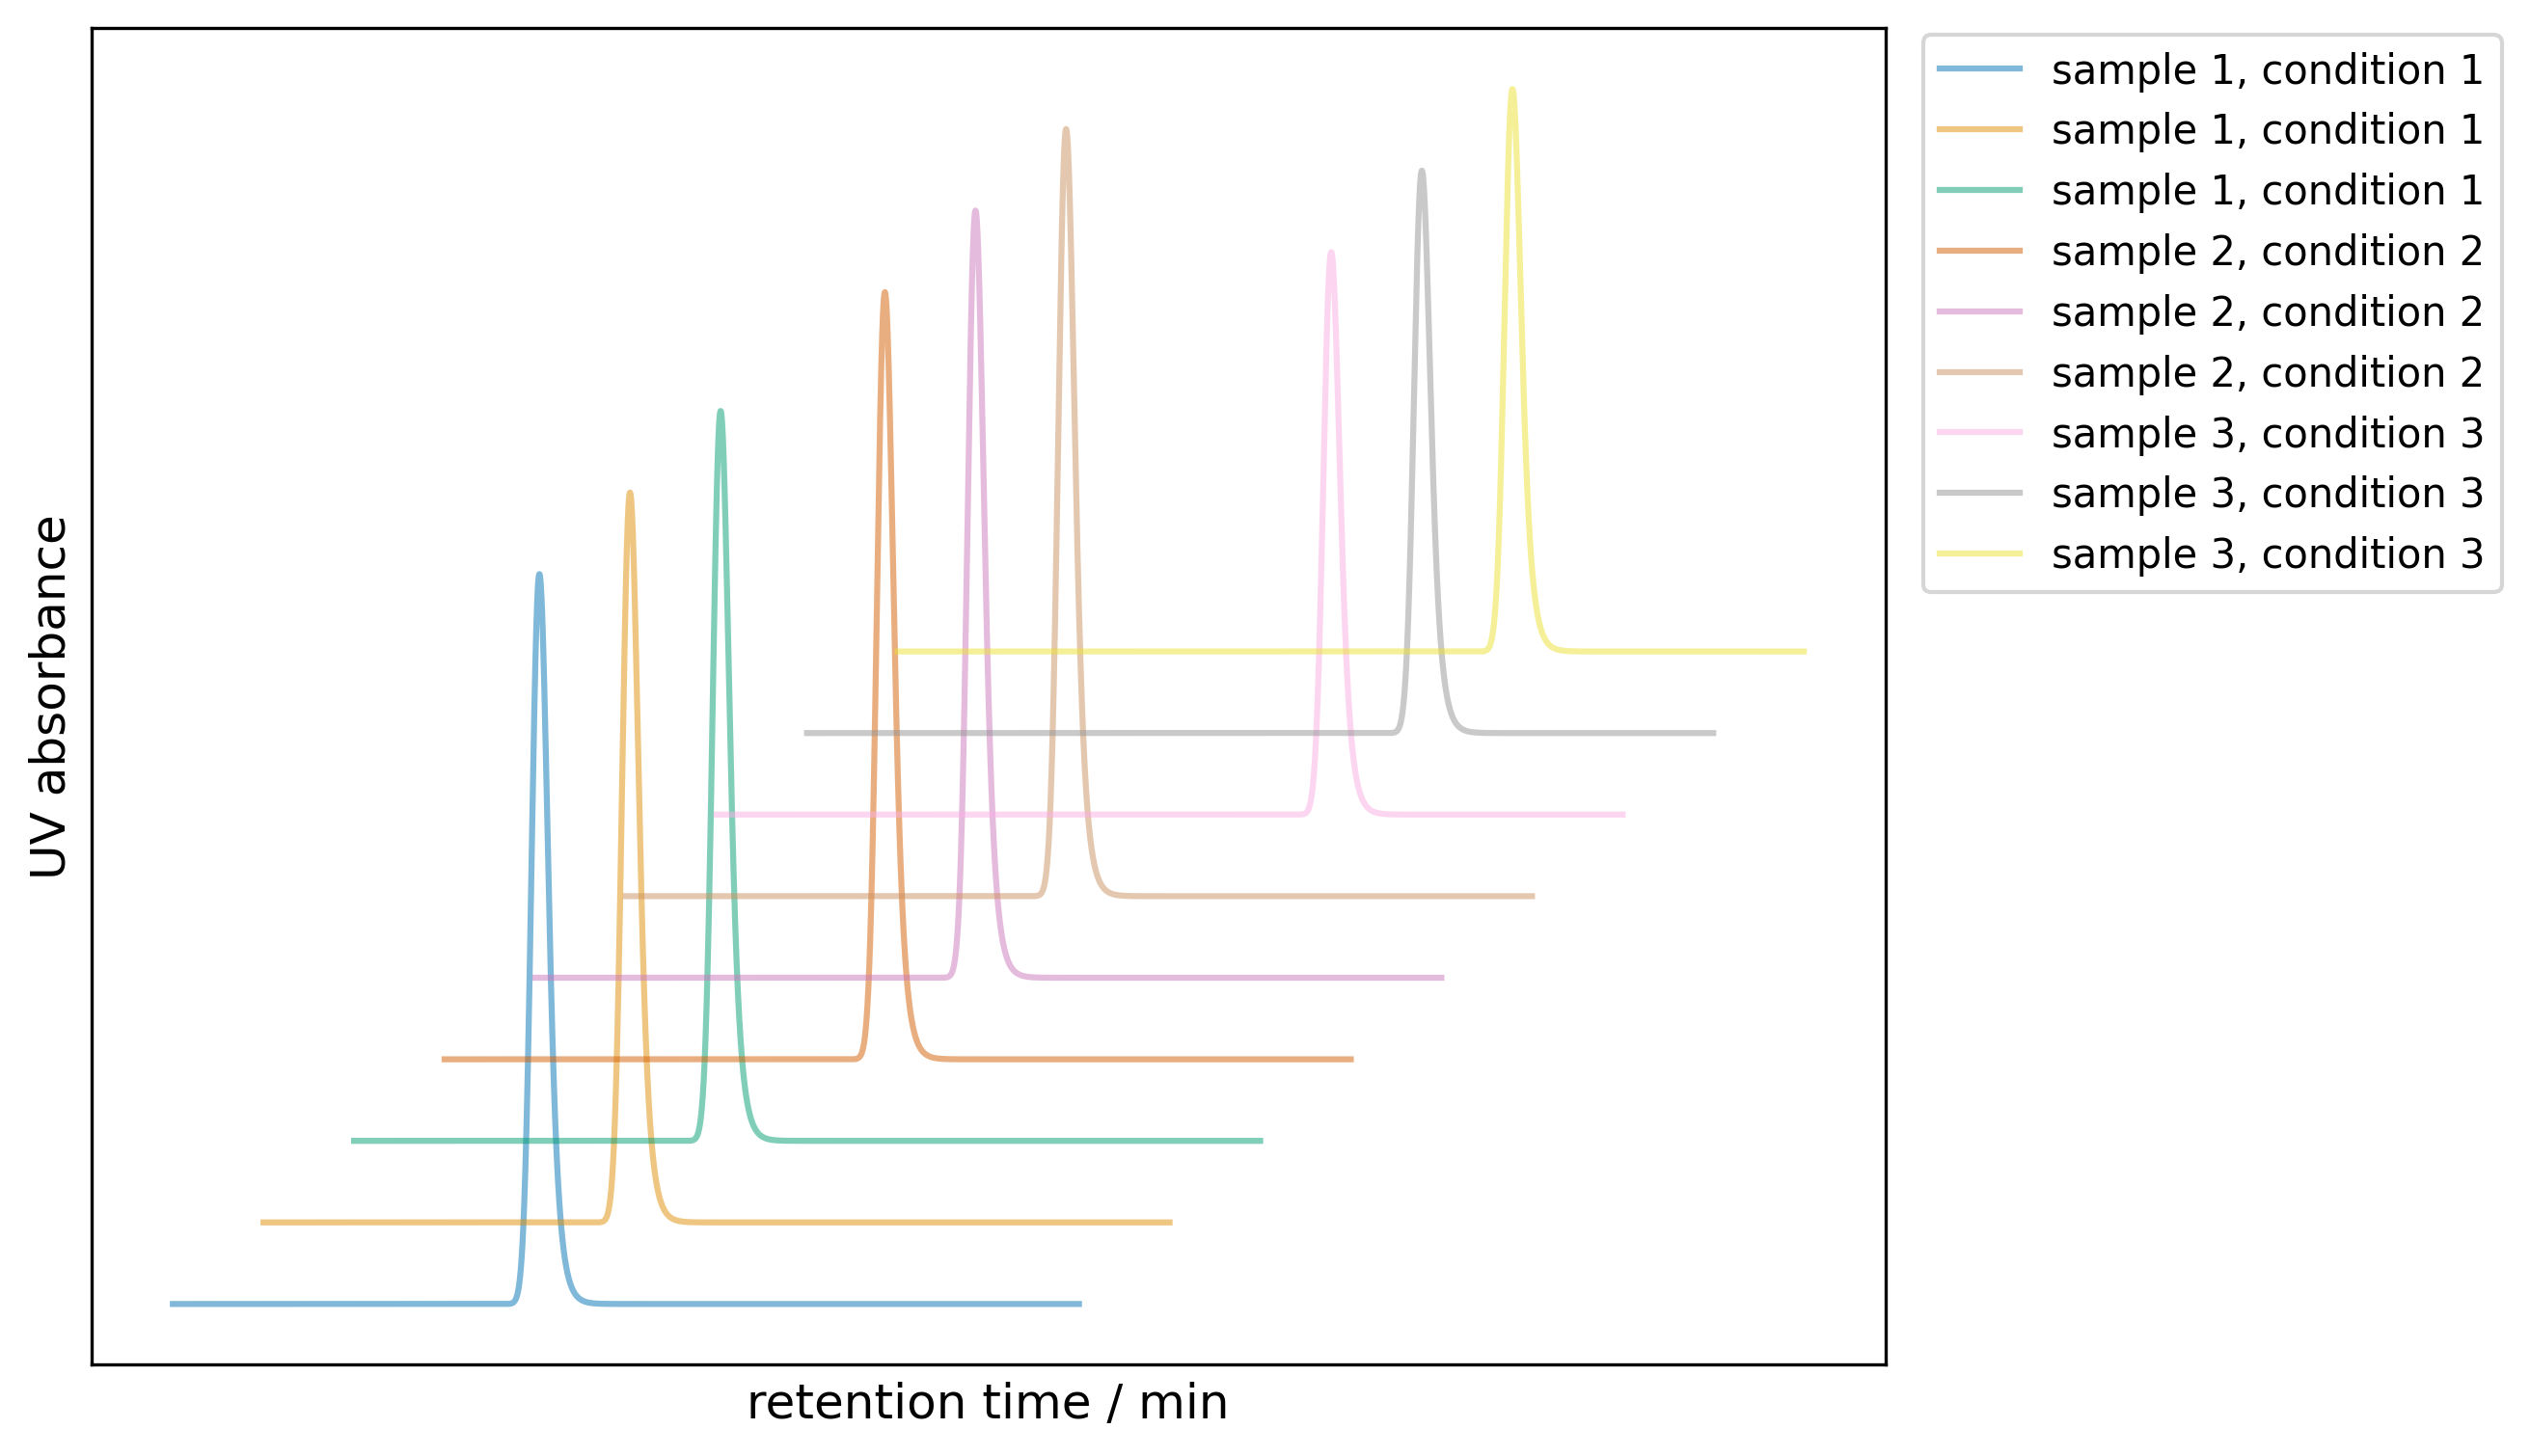 UV absorbance
retention time / min
sample 1, condition 1
sample 1, condition 1
sample 1, condition 1
sample 2, condition 2
sample 2, condition 2
sample 2, condition 2
sample 3, condition 3
sample 3, condition 3
sample 3, condition 3